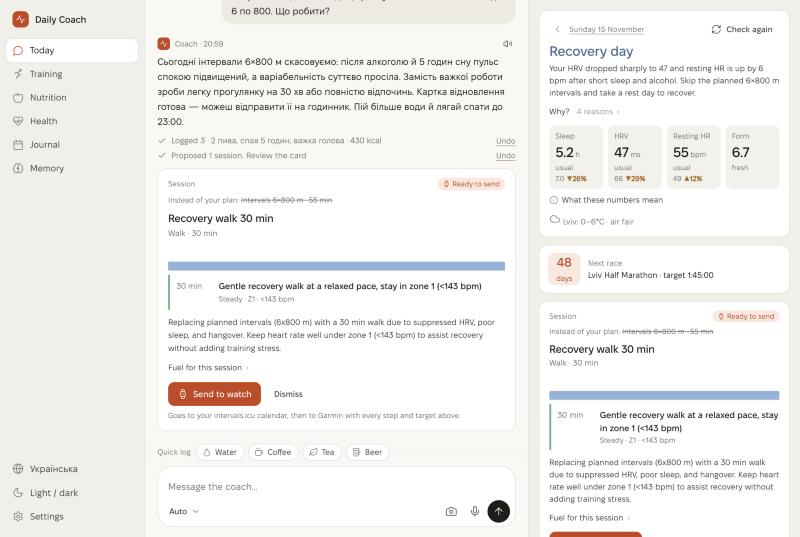 Daily Coach
Today
Training
Nutrition
Health
Journal
Memory
Українська
Light / dark
Settings
6 по 800. Що робити?
Coach · 20:59
Сьогодні інтервали 6×800 м скасовуємо: після алкоголю й 5 годин сну пульс
спокою підвищений, а варіабельність суттєво просіла. Замість важкої роботи
зроби легку прогулянку на 30 хв або повністю відпочинь. Картка відновлення
готова — можеш відправити її на годинник. Пий більше води й лягай спати до
23:00.
Logged 3 · 2 пива, спав 5 годин, важка голова · 430 kcal
Undo
Proposed 1 session. Review the card
Undo
Session
Ready to send
Instead of your plan: Intervals 6×800 m · 55 min
Recovery walk 30 min
Walk · 30 min
30 min
Gentle recovery walk at a relaxed pace, stay in zone 1 (<143 bpm)
Steady · Z1 · <143 bpm
Replacing planned intervals (6x800 m) with a 30 min walk due to suppressed HRV, poor
sleep, and hangover. Keep heart rate well under zone 1 (<143 bpm) to assist recovery
without adding training stress.
Fuel for this session ›
Send to watch
Dismiss
Goes to your intervals.icu calendar, then to Garmin with every step and target above.
Quick log
Water
Coffee
Tea
Beer
Message the coach...
Auto
Sunday 15 November
Check again
Recovery day
Your HRV dropped sharply to 47 and resting HR is up by 6
bpm after short sleep and alcohol. Skip the planned 6×800 m
intervals and take a rest day to recover.
Why? · 4 reasons ›
Sleep
5.2 h
usual
7.0 ▼26%
HRV
47 ms
usual
66 ▼29%
Resting HR
55 bpm
usual
49 ▲12%
Form
6.7
fresh
What these numbers mean
Lviv: 0–6°C · air fair
48
days
Next race
Lviv Half Marathon · target 1:45:00
Session
Ready to send
Instead of your plan: Intervals 6×800 m · 55 min
Recovery walk 30 min
Walk · 30 min
30 min
Gentle recovery walk at a relaxed pace, stay
in zone 1 (<143 bpm)
Steady · Z1 · <143 bpm
Replacing planned intervals (6x800 m) with a 30 min walk
due to suppressed HRV, poor sleep, and hangover. Keep heart
rate well under zone 1 (<143 bpm) to assist recovery without
adding training stress.
Fuel for this session ›